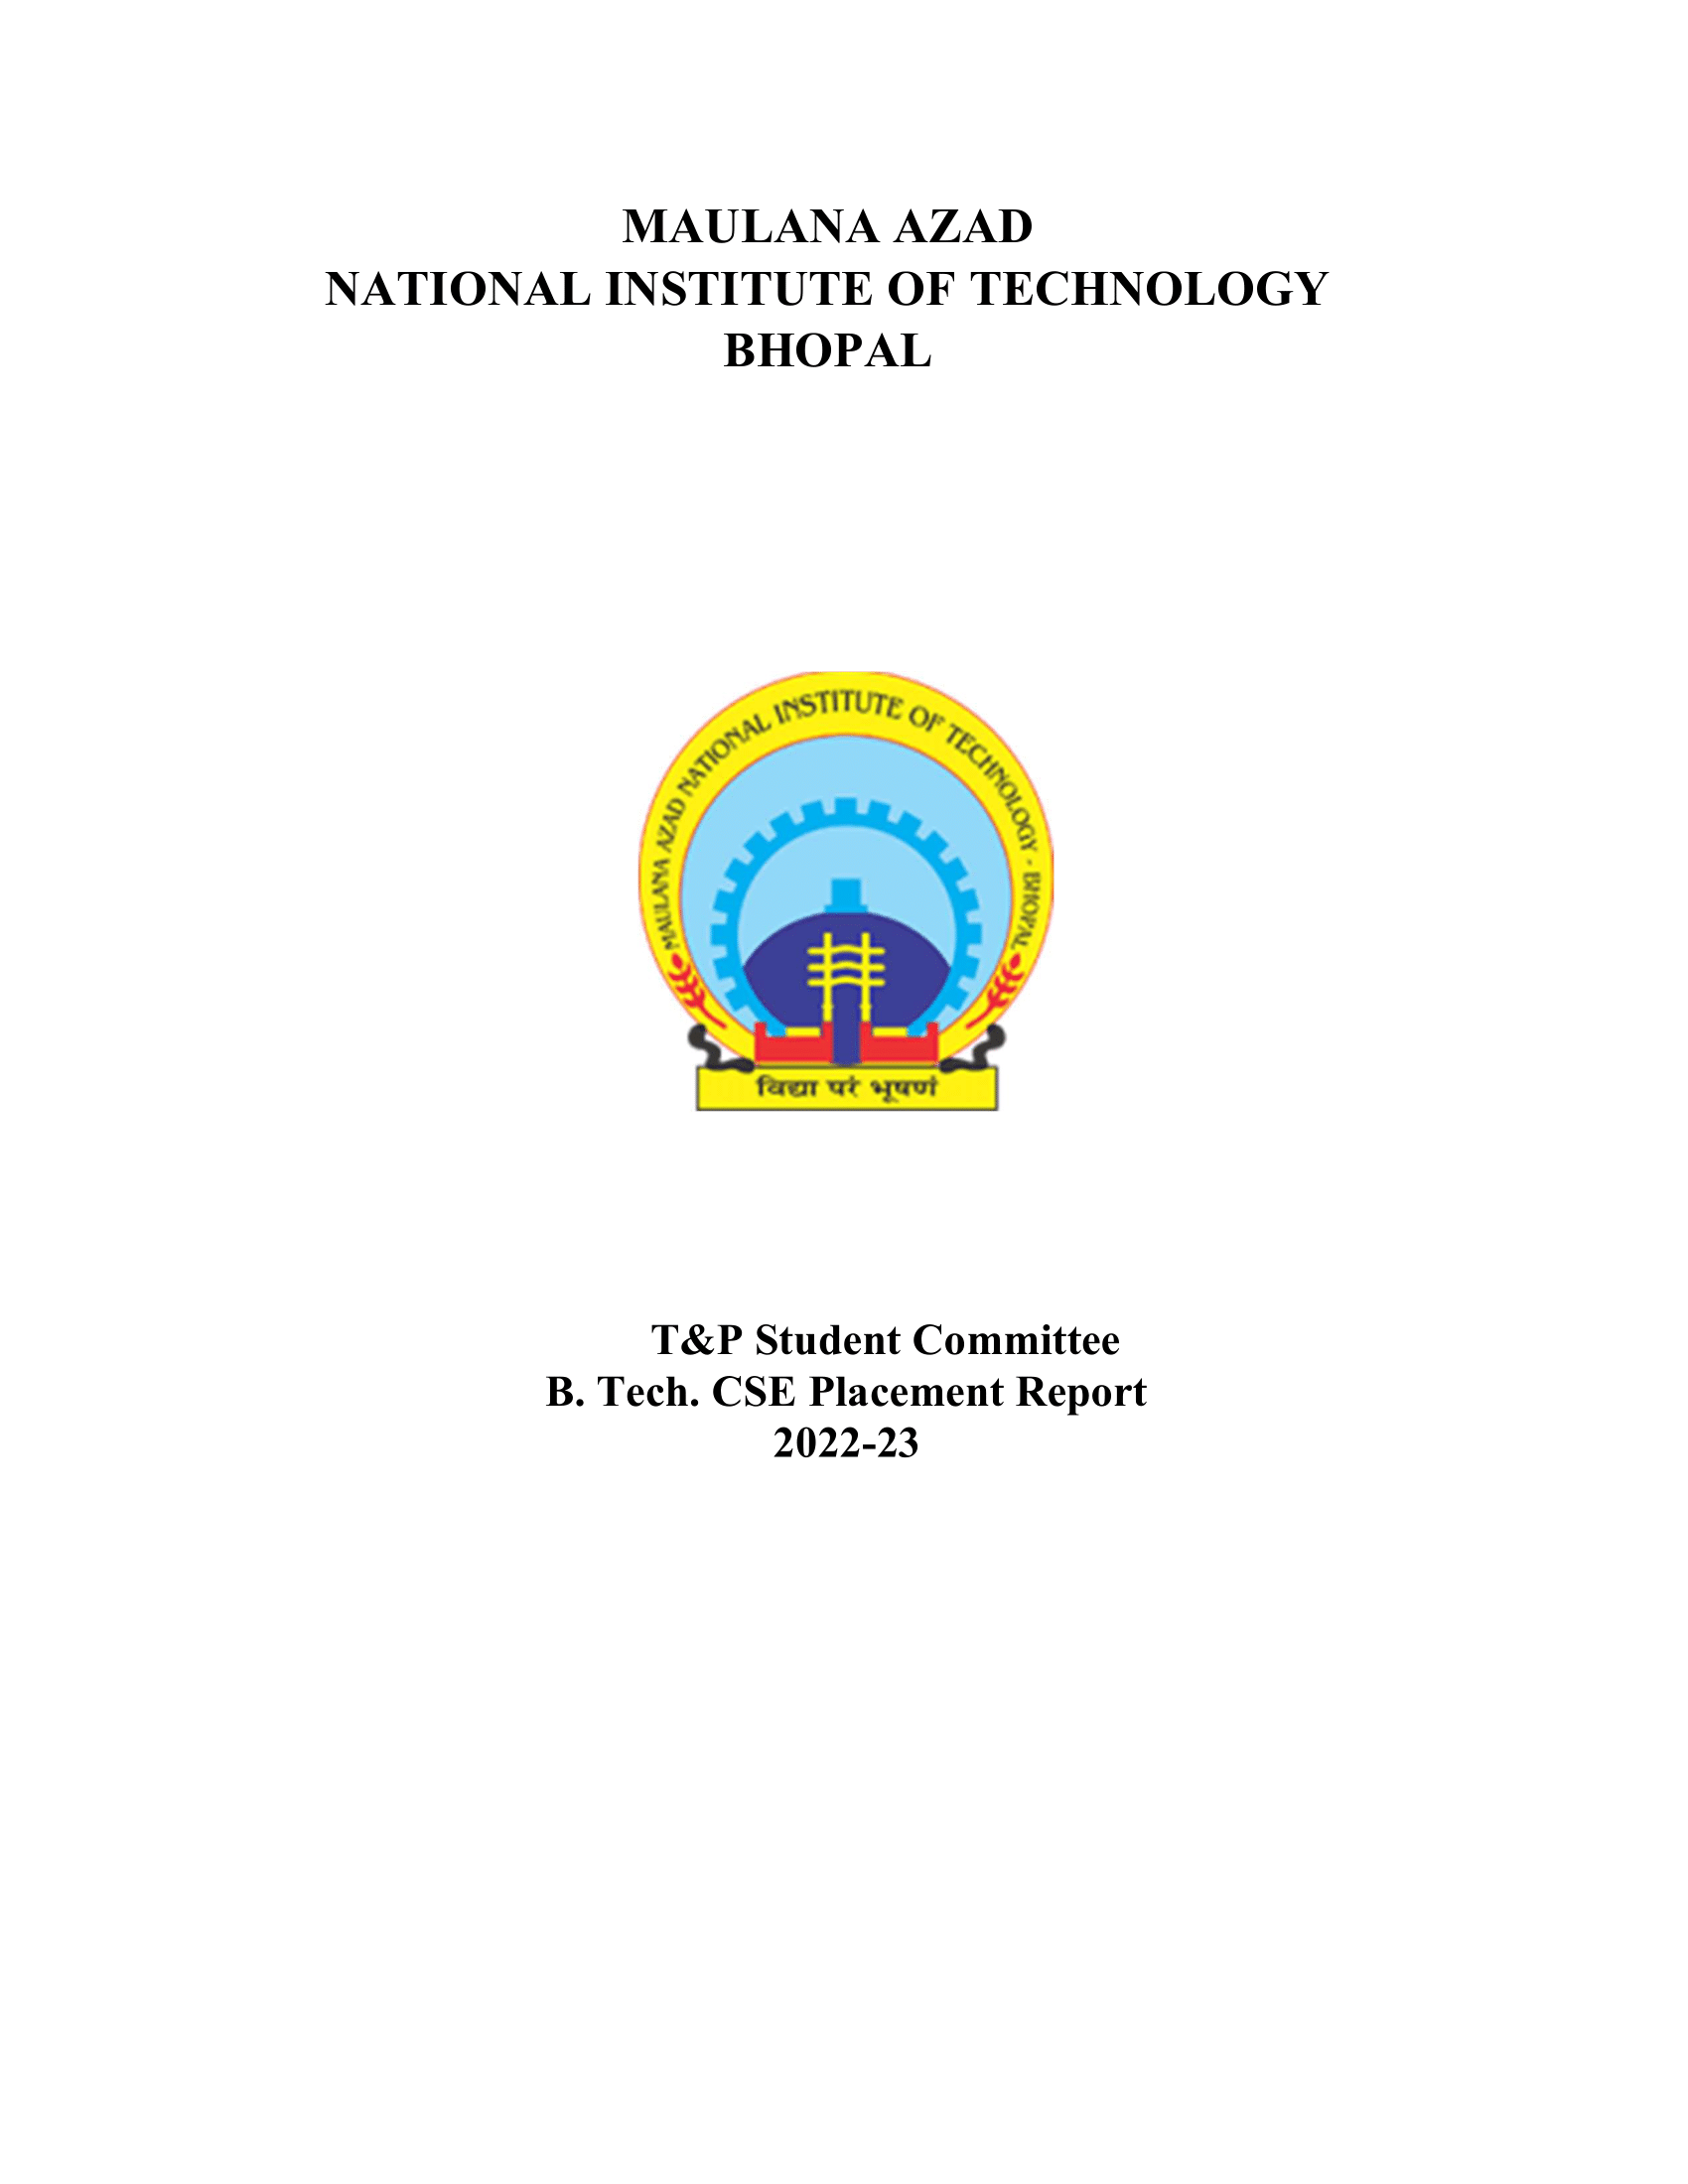 MAULANA AZAD
NATIONAL INSTITUTE OF TECHNOLOGY
BHOPAL
MAULANA AZAD NATIONAL INSTITUTE OF TECHNOLOGY - BHOPAL
विद्या परं भूषणं
T&P Student Committee
B. Tech. CSE Placement Report
2022-23